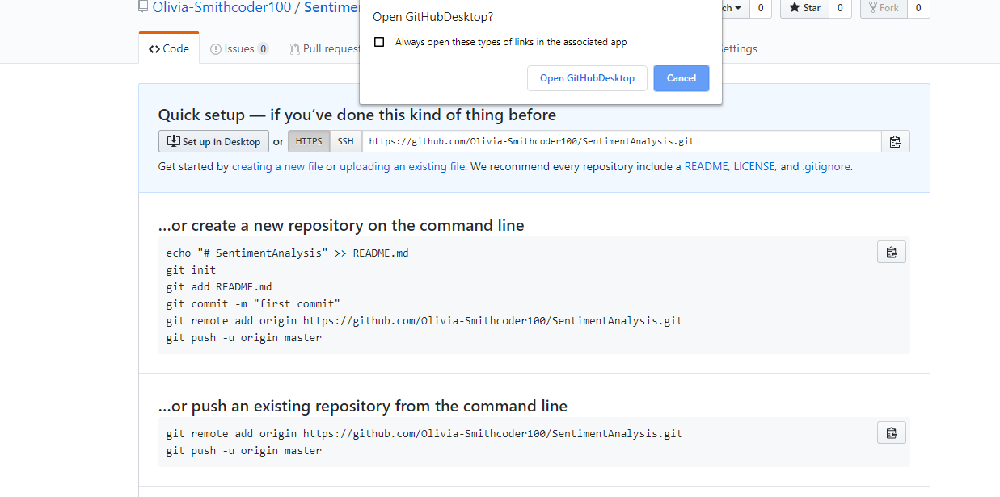 Olivia-Smithcoder100 / Sentime
Open GitHubDesktop?
ch
0
Star
0
Fork
0
Always open these types of links in the associated app
Code
Issues 0
Pull request
ettings
Open GitHubDesktop
Cancel
Quick setup — if you’ve done this kind of thing before
Set up in Desktop or HTTPS SSH https://github.com/Olivia-Smithcoder100/SentimentAnalysis.git
Get started by creating a new file or uploading an existing file. We recommend every repository include a README, LICENSE, and .gitignore.
…or create a new repository on the command line
echo "# SentimentAnalysis" >> README.md
git init
git add README.md
git commit -m "first commit"
git remote add origin https://github.com/Olivia-Smithcoder100/SentimentAnalysis.git
git push -u origin master
…or push an existing repository from the command line
git remote add origin https://github.com/Olivia-Smithcoder100/SentimentAnalysis.git
git push -u origin master